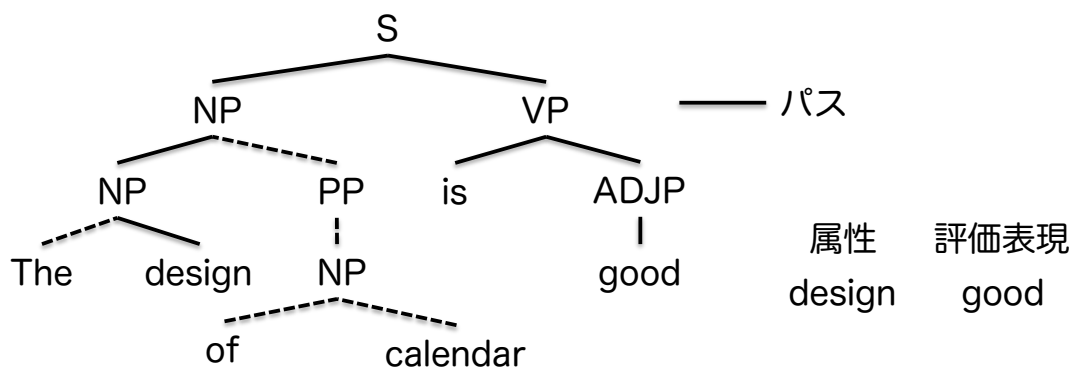 S
NP VP パス
NP PP is ADJP
属性 評価表現
The design NP good
design good
of calendar